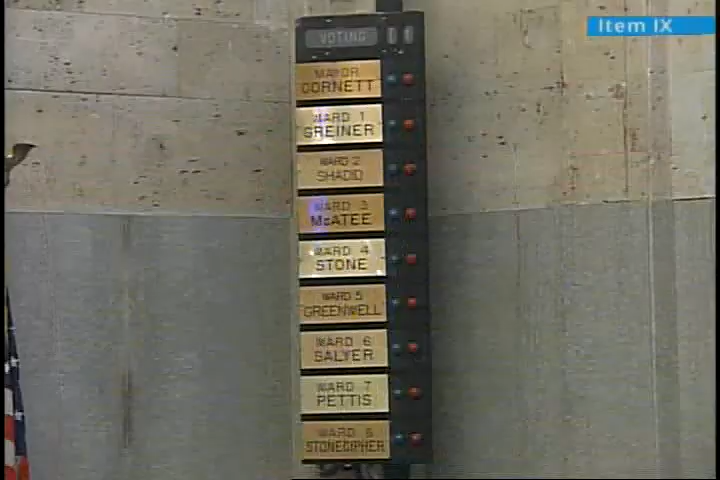 Item IX
VOTING
MAYOR
CORNETT
WARD 1
GREINER
WARD 2
SHADID
WARD 3
McATEE
WARD 4
STONE
WARD 5
GREENWELL
WARD 6
SALYER
WARD 7
PETTIS
WARD 8
STONECIPHER